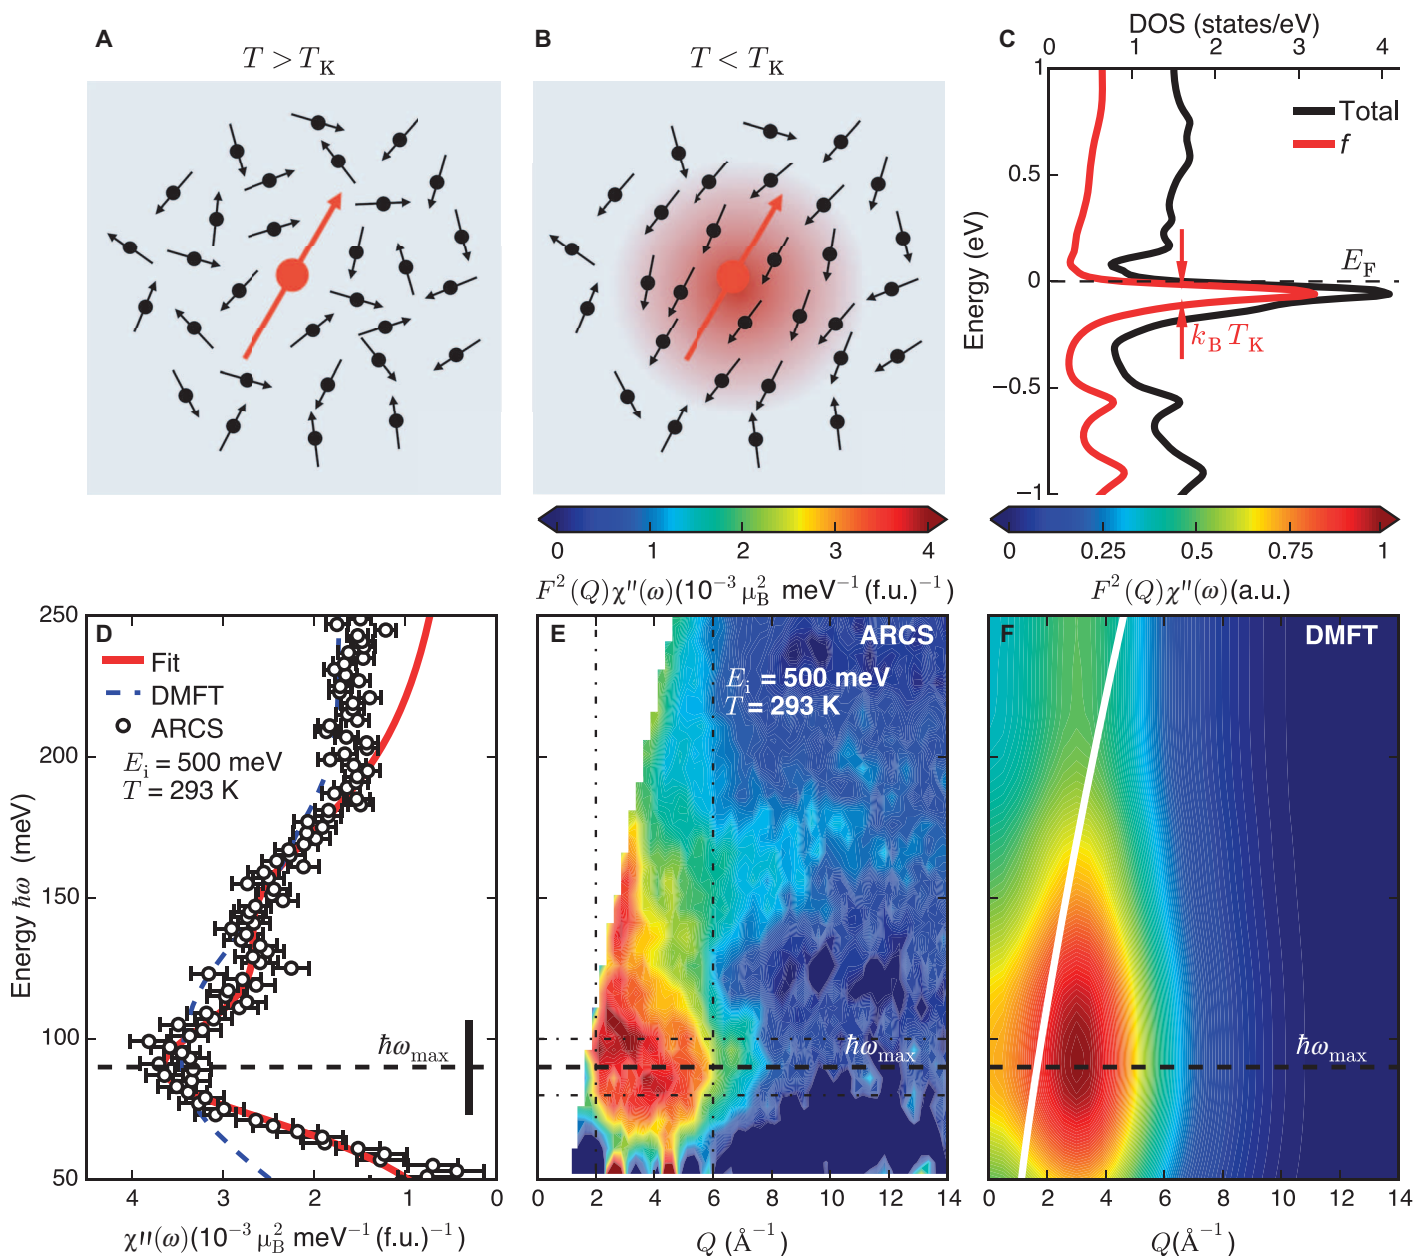 A
T > T_K
B
T < T_K
C
DOS (states/eV)
0 1 2 3 4
1
0.5
0
−0.5
−1
Energy (eV)
Total
f
E_F
k_B T_K
0 1 2 3 4
F²(Q)χ″(ω)(10⁻³ μ_B² meV⁻¹ (f.u.)⁻¹)
0 0.25 0.5 0.75 1
F²(Q)χ″(ω)(a.u.)
D
Fit
DMFT
ARCS
E_i = 500 meV
T = 293 K
ħω_max
250
200
150
100
50
Energy ħω (meV)
4 3 2 1 0
χ″(ω)(10⁻³ μ_B² meV⁻¹ (f.u.)⁻¹)
E
ARCS
E_i = 500 meV
T = 293 K
ħω_max
0 2 4 6 8 10 12 14
Q (Å⁻¹)
F
DMFT
ħω_max
0 2 4 6 8 10 12 14
Q(Å⁻¹)